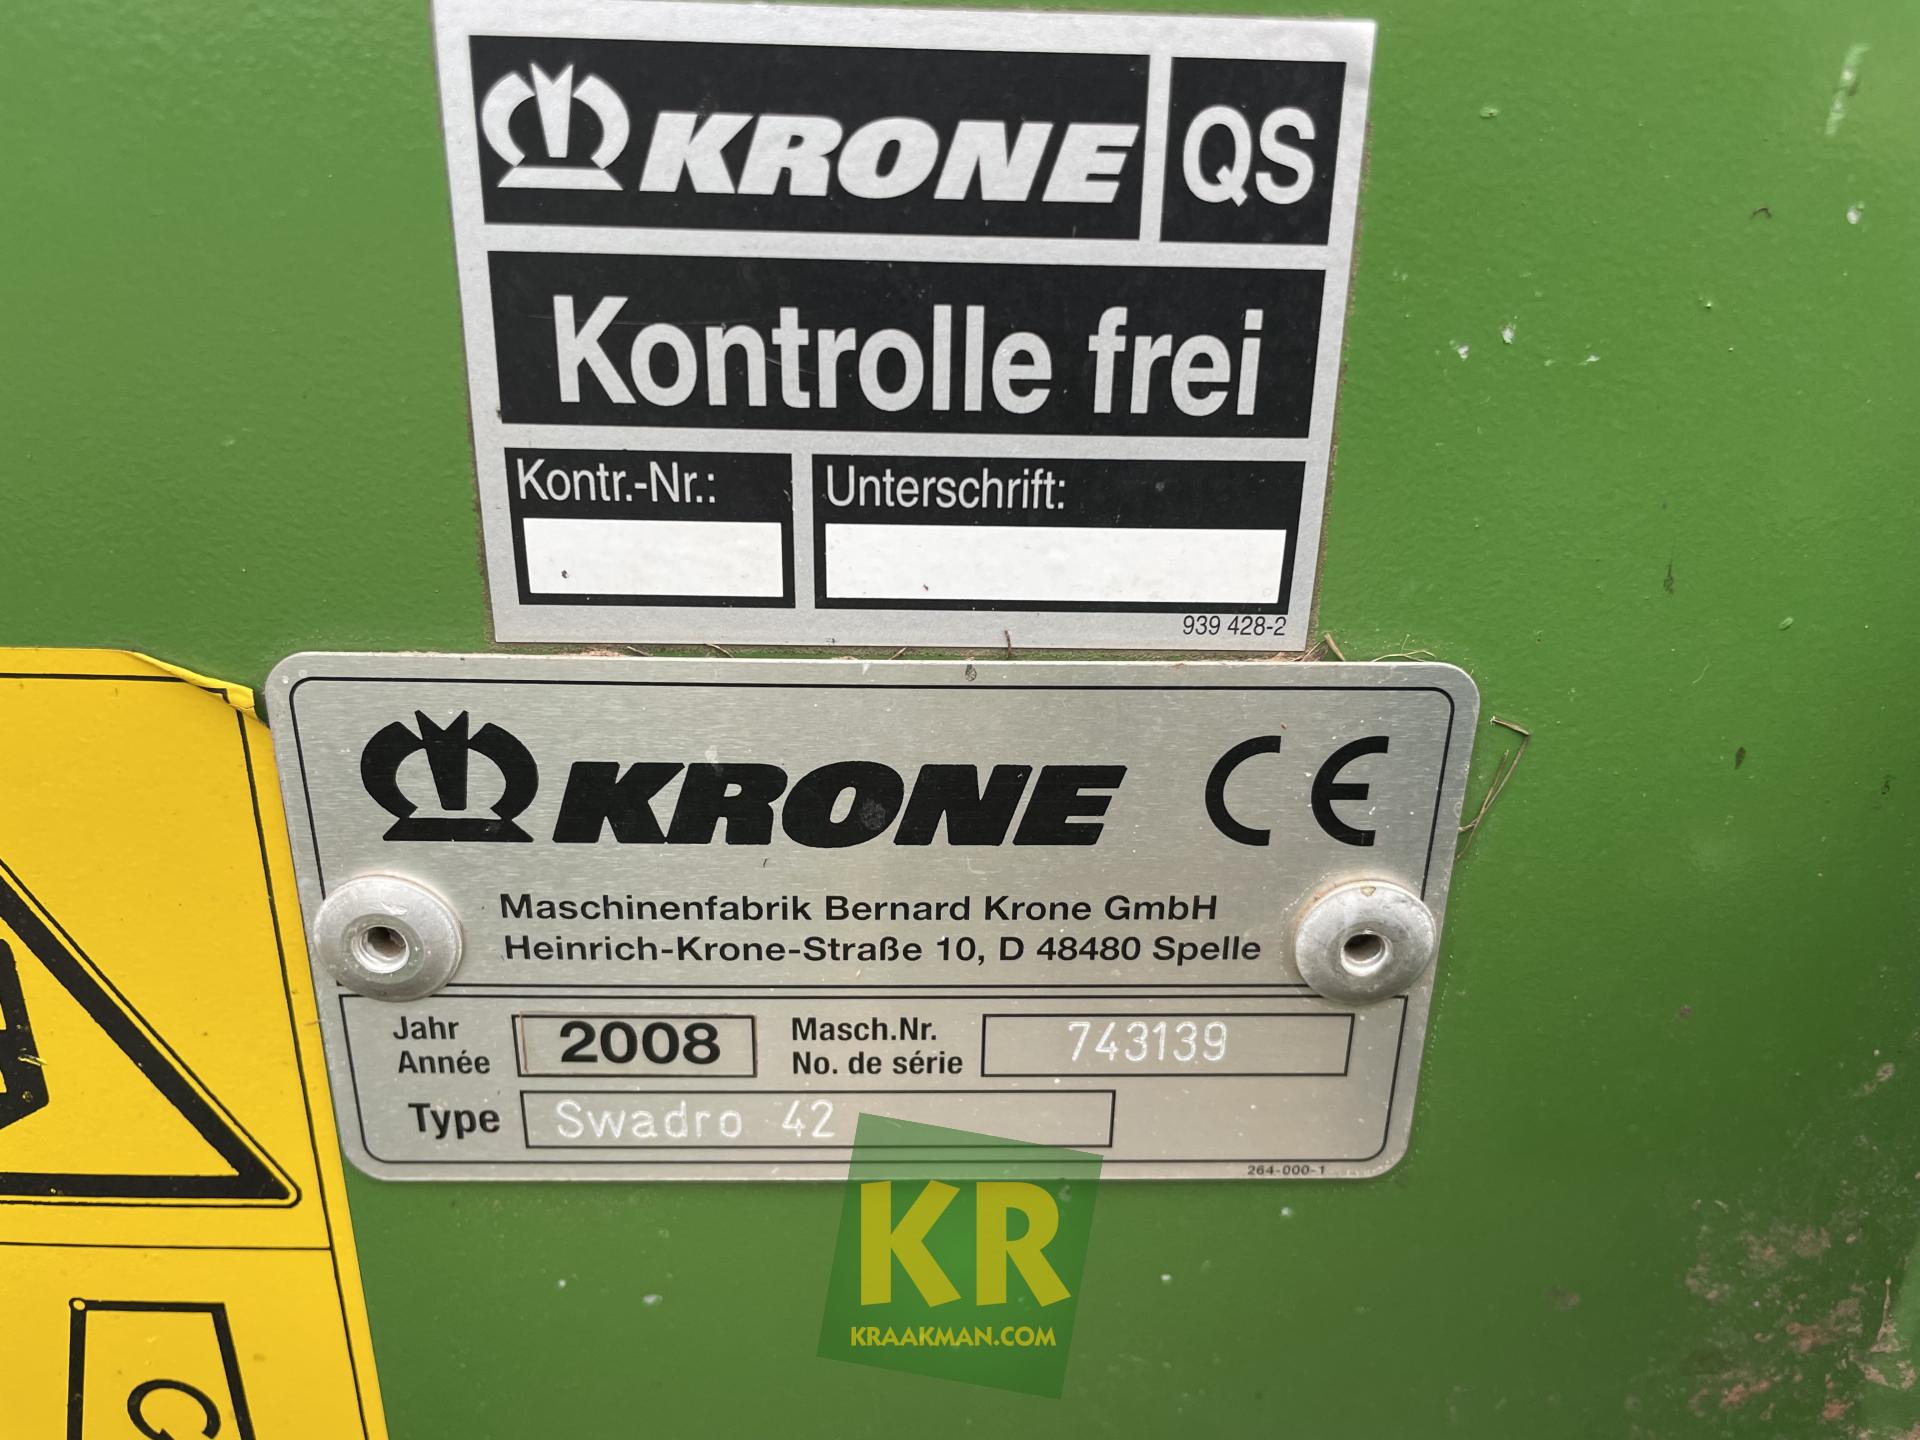 KRONE QS
Kontrolle frei
Kontr.-Nr.: Unterschrift:
939 428-2
KRONE CE
Maschinenfabrik Bernard Krone GmbH
Heinrich-Krone-Straße 10, D 48480 Spelle
Jahr 2008 Masch.Nr. 743139
Année No. de série
Type Swadro 42
264-000-1
KR
KRAAKMAN.COM